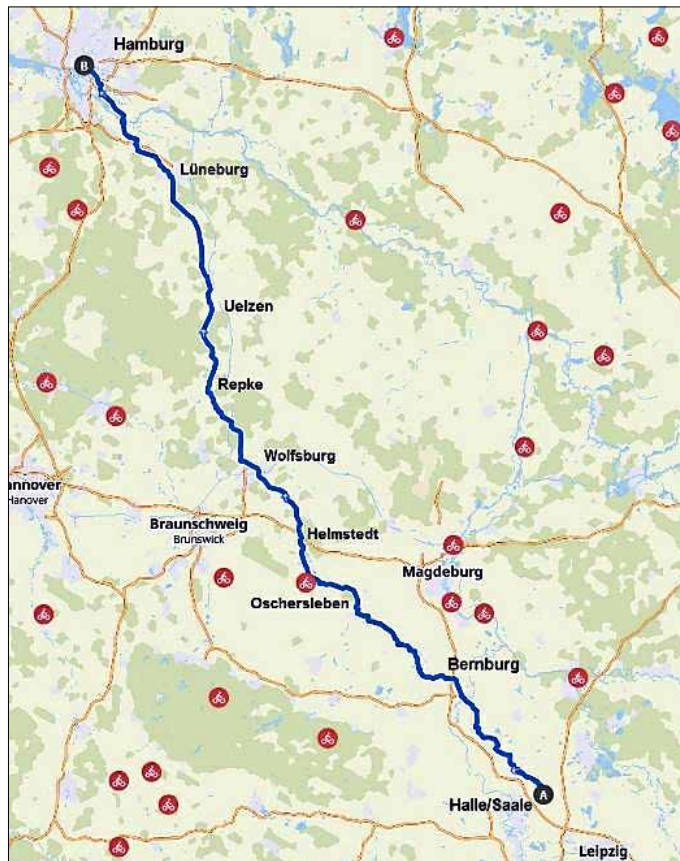 Hamburg
B
Lüneburg
Uelzen
Repke
Wolfsburg
annover
Hanover
Braunschweig
Brunswick
Helmstedt
Magdeburg
Oschersleben
Bernburg
A
Halle/Saale
Leipzig